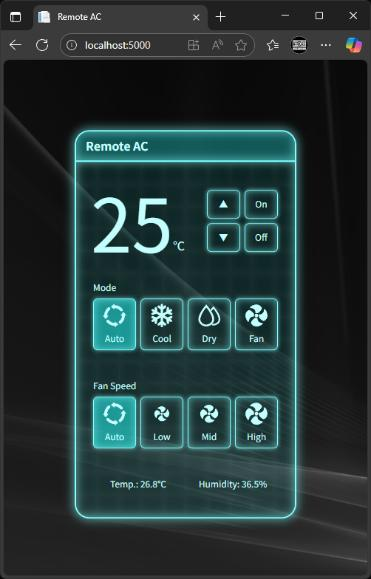 Remote AC
localhost:5000
Remote AC
25 °C
▲ On
▼ Off
Mode
Auto Cool Dry Fan
Fan Speed
Auto Low Mid High
Temp.: 26.8°C Humidity: 36.5%